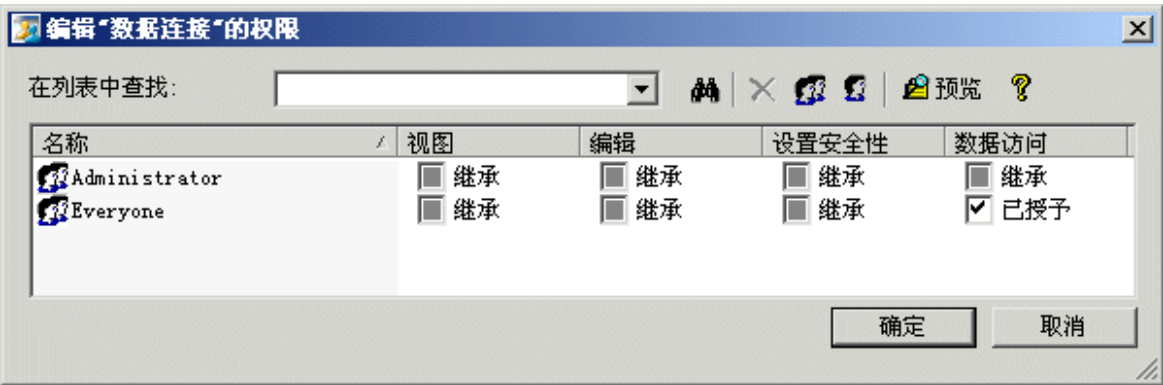 编辑“数据连接“的权限
在列表中查找:
预览
名称 视图 编辑 设置安全性 数据访问
Administrator 继承 继承 继承 继承
Everyone 继承 继承 继承 已授予
确定 取消